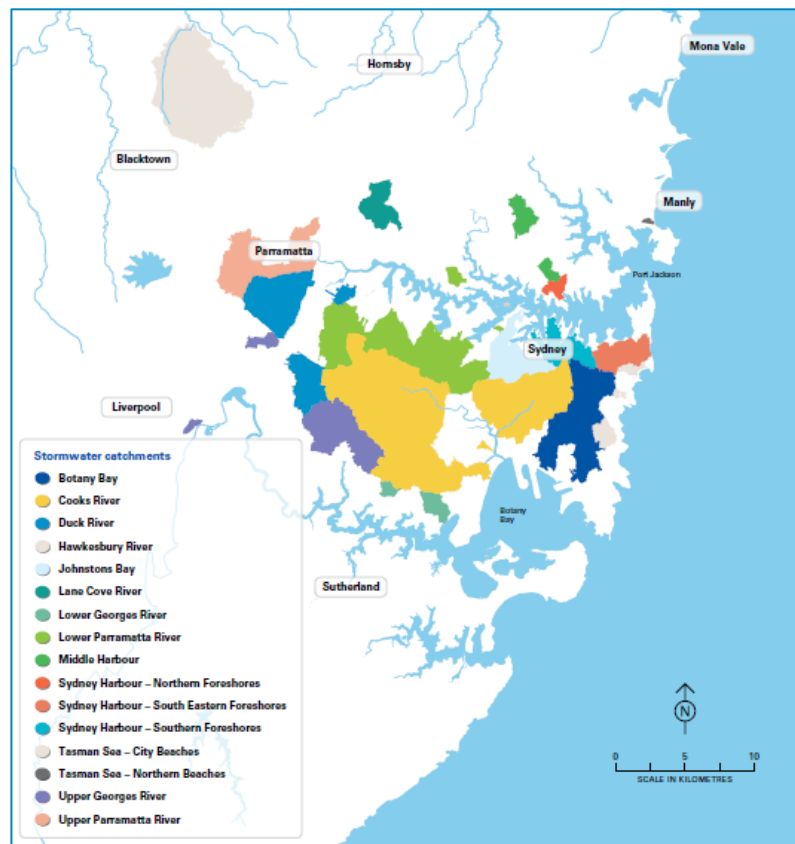 Mona Vale
Hornsby
Blacktown
Manly
Parramatta
Port Jackson
Sydney
Liverpool
Stormwater catchments
Botany Bay
Cooks River
Duck River
Hawkesbury River
Johnstons Bay
Lane Cove River
Lower Georges River
Lower Parramatta River
Middle Harbour
Sydney Harbour – Northern Foreshores
Sydney Harbour – South Eastern Foreshores
Sydney Harbour – Southern Foreshores
Tasman Sea – City Beaches
Tasman Sea – Northern Beaches
Upper Georges River
Upper Parramatta River
Botany
Bay
Sutherland
N
0 5 10
SCALE IN KILOMETRES